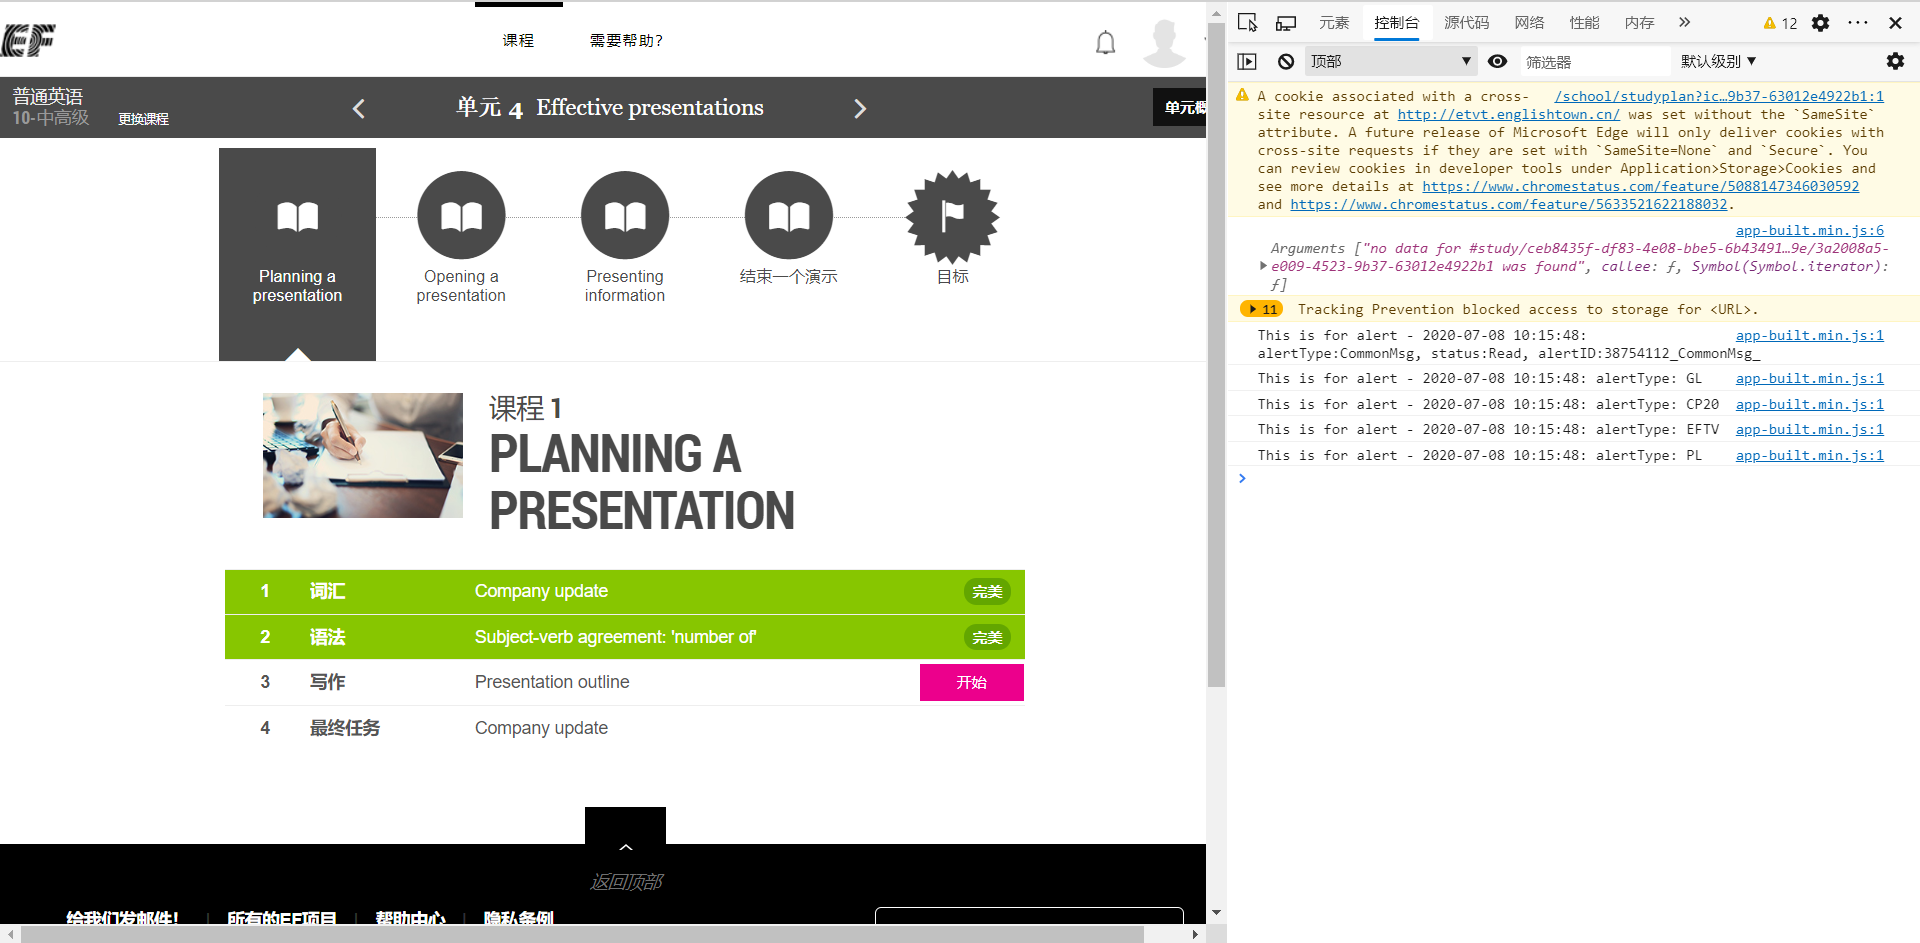 EF
课程
需要帮助?
普通英语
10-中高级
更换课程
单元 4 Effective presentations
单元概
Planning a
presentation
Opening a
presentation
Presenting
information
结束一个演示
目标
课程 1
PLANNING A
PRESENTATION
1 词汇 Company update 完美
2 语法 Subject-verb agreement: 'number of' 完美
3 写作 Presentation outline 开始
4 最终任务 Company update
返回顶部
给我们发邮件！ | 所有的EF项目 | 帮助中心 | 隐私条例
元素 控制台 源代码 网络 性能 内存 12
顶部 筛选器 默认级别
A cookie associated with a cross- /school/studyplan?ic…9b37-63012e4922b1:1
site resource at http://etvt.englishtown.cn/ was set without the `SameSite`
attribute. A future release of Microsoft Edge will only deliver cookies with
cross-site requests if they are set with `SameSite=None` and `Secure`. You
can review cookies in developer tools under Application>Storage>Cookies and
see more details at https://www.chromestatus.com/feature/5088147346030592
and https://www.chromestatus.com/feature/5633521622188032.
app-built.min.js:6
Arguments ["no data for #study/ceb8435f-df83-4e08-bbe5-6b43491…9e/3a2008a5-
e009-4523-9b37-63012e4922b1 was found", callee: ƒ, Symbol(Symbol.iterator):
ƒ]
11 Tracking Prevention blocked access to storage for <URL>.
This is for alert - 2020-07-08 10:15:48: app-built.min.js:1
alertType:CommonMsg, status:Read, alertID:38754112_CommonMsg_
This is for alert - 2020-07-08 10:15:48: alertType: GL app-built.min.js:1
This is for alert - 2020-07-08 10:15:48: alertType: CP20 app-built.min.js:1
This is for alert - 2020-07-08 10:15:48: alertType: EFTV app-built.min.js:1
This is for alert - 2020-07-08 10:15:48: alertType: PL app-built.min.js:1